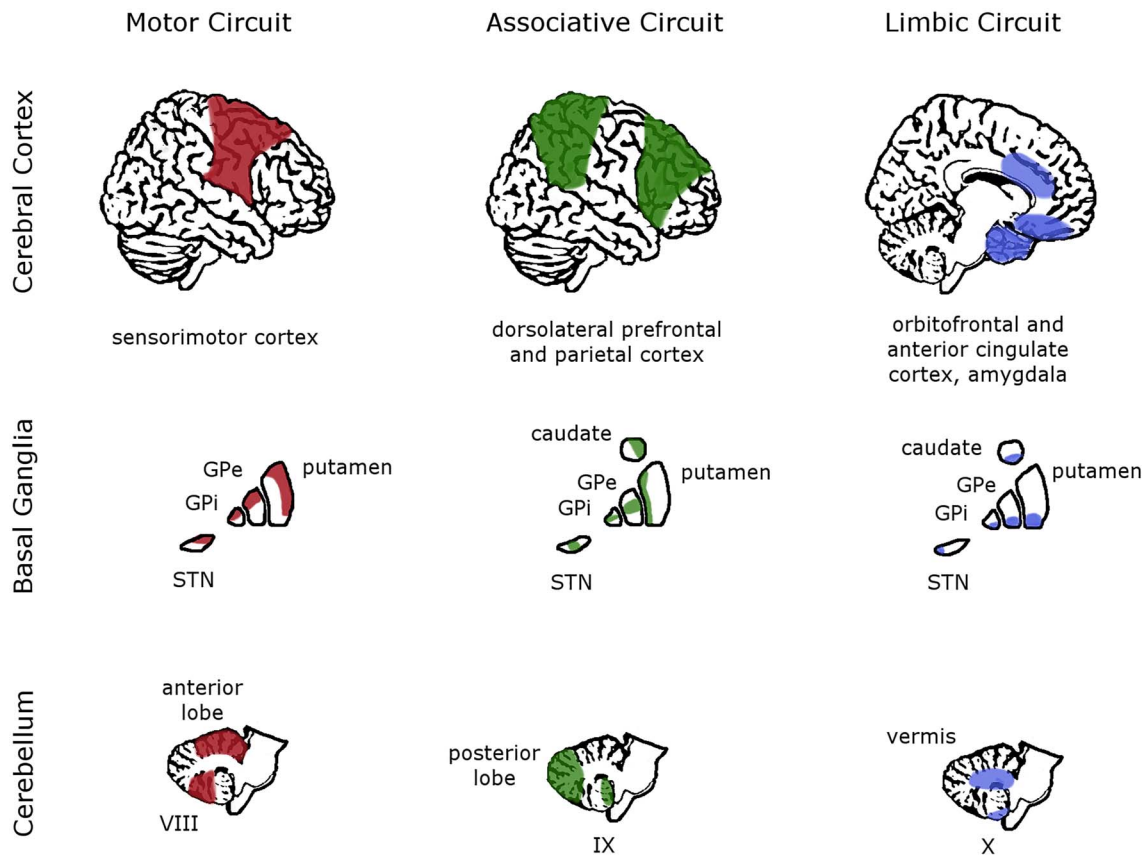 Motor Circuit
Associative Circuit
Limbic Circuit
Cerebral Cortex
sensorimotor cortex
dorsolateral prefrontal
and parietal cortex
orbitofrontal and
anterior cingulate
cortex, amygdala
Basal Ganglia
GPe
putamen
GPi
STN
caudate
GPe
putamen
GPi
STN
caudate
GPe
putamen
GPi
STN
Cerebellum
anterior
lobe
VIII
posterior
lobe
IX
vermis
X